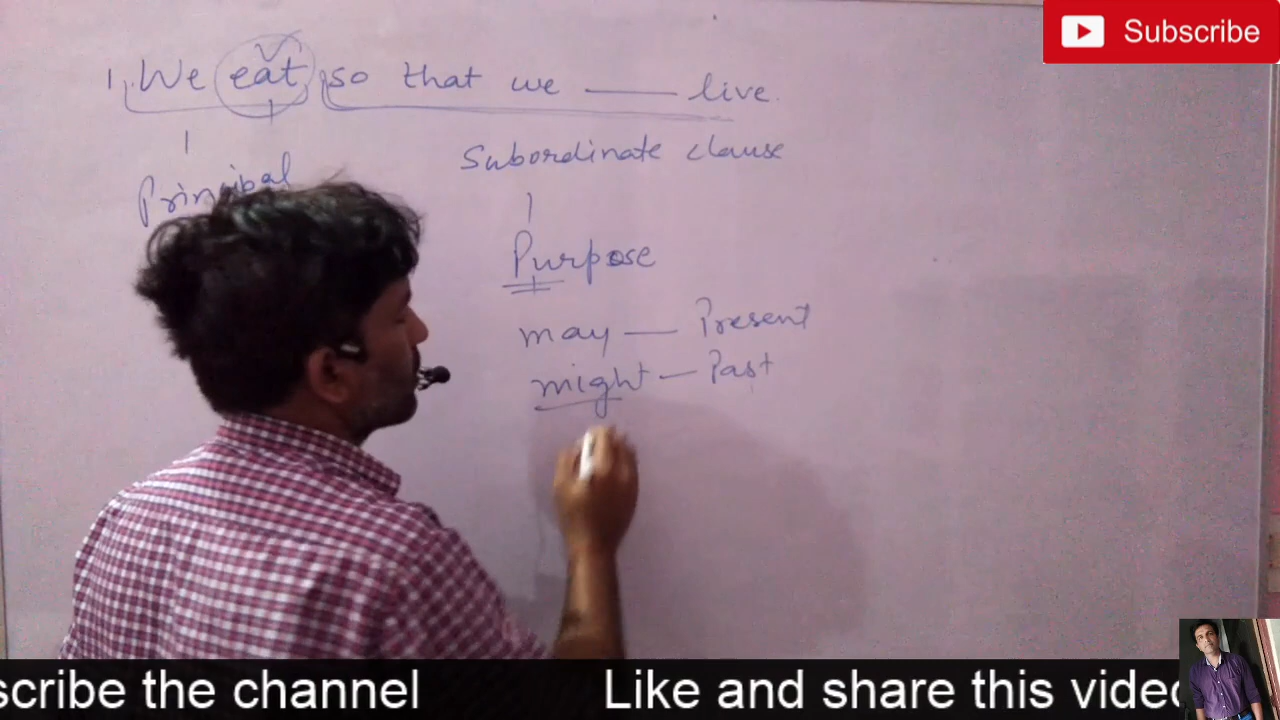 1. We eat so that we ____ live.
V1
Subordinate clause
Principal
Purpose
may — Present
might — Past
Subscribe
scribe the channel
Like and share this video